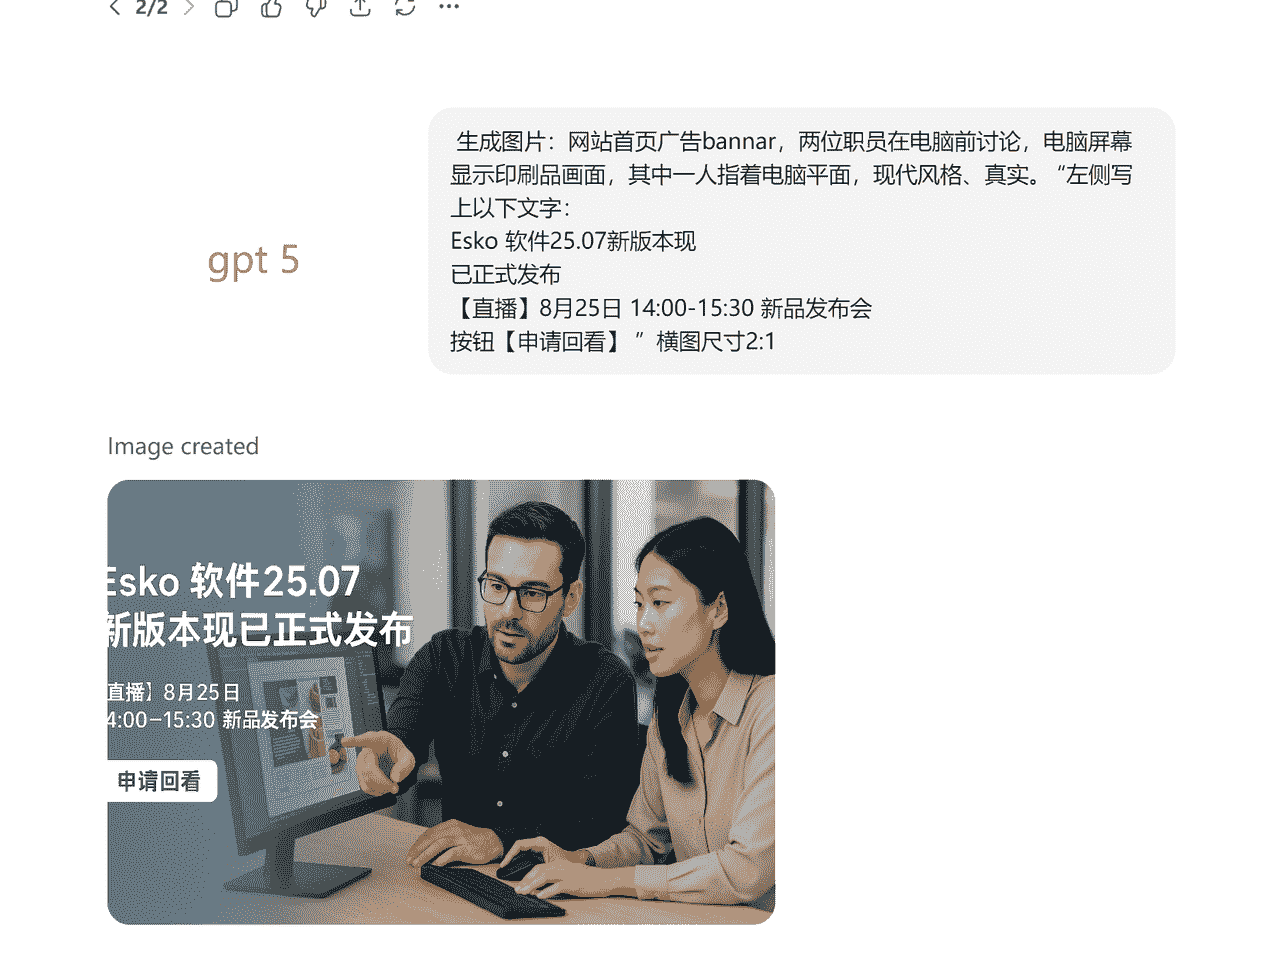 2/2
生成图片：网站首页广告bannar，两位职员在电脑前讨论，电脑屏幕
显示印刷品画面，其中一人指着电脑平面，现代风格、真实。“左侧写
上以下文字：
Esko 软件25.07新版本现
已正式发布
【直播】8月25日 14:00-15:30 新品发布会
按钮【申请回看】 ”横图尺寸2:1
gpt 5
Image created
Esko 软件25.07
新版本现已正式发布
直播】8月25日
4:00–15:30 新品发布会
申请回看